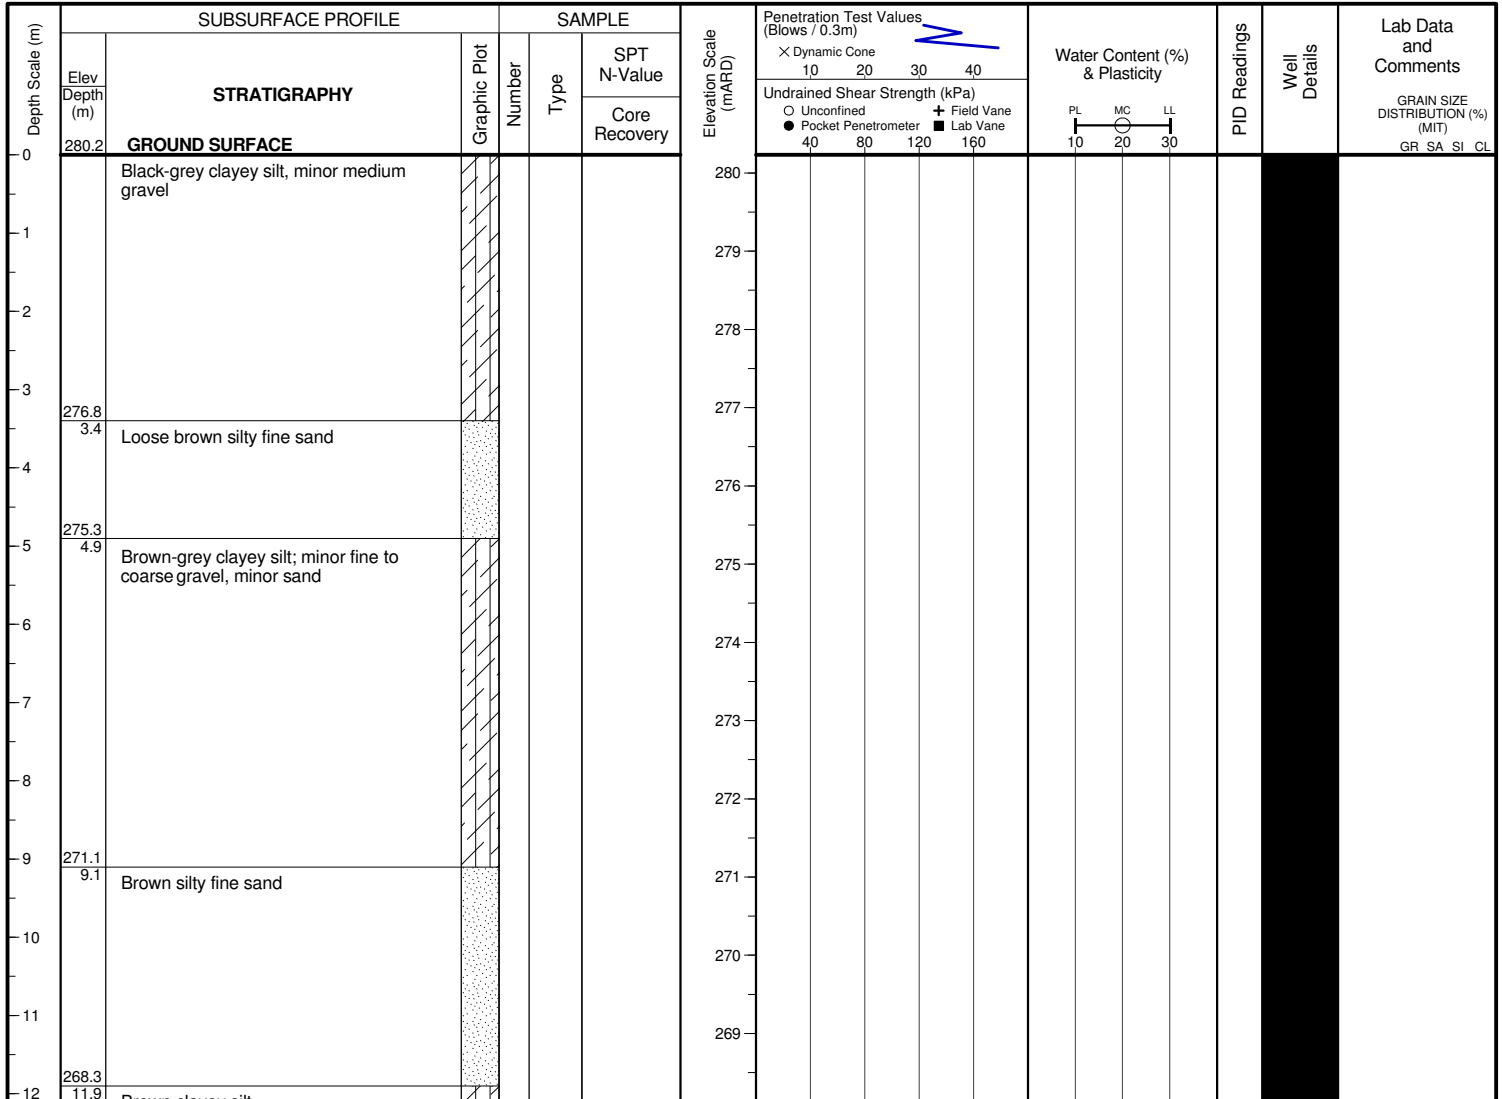 SUBSURFACE PROFILE
SAMPLE
Depth Scale (m)
Elev
Depth
(m)
STRATIGRAPHY
Graphic Plot
Number
Type
SPT
N-Value
Core
Recovery
Elevation Scale
(mARD)
Penetration Test Values
(Blows / 0.3m)
Dynamic Cone
10 20 30 40
Undrained Shear Strength (kPa)
Unconfined Field Vane
Pocket Penetrometer Lab Vane
40 80 120 160
Water Content (%)
& Plasticity
PL MC LL
10 20 30
PID Readings
Well
Details
Lab Data
and
Comments
GRAIN SIZE
DISTRIBUTION (%)
(MIT)
GR SA SI CL
280.2 GROUND SURFACE
0
Black-grey clayey silt, minor medium
gravel
280
1
279
2
278
3
277
276.8
3.4
Loose brown silty fine sand
4
276
275.3
4.9
5
Brown-grey clayey silt; minor fine to
coarse gravel, minor sand
275
6
274
7
273
8
272
9
271.1
9.1
Brown silty fine sand
271
10
270
11
269
268.3
11.9
12
Brown clayey silt